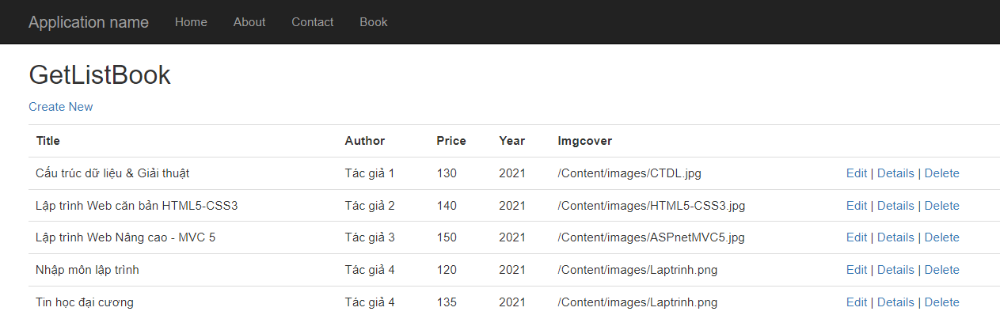 Application name Home About Contact Book
GetListBook
Create New
Title Author Price Year Imgcover
Cấu trúc dữ liệu & Giải thuật Tác giả 1 130 2021 /Content/images/CTDL.jpg Edit | Details | Delete
Lập trình Web căn bản HTML5-CSS3 Tác giả 2 140 2021 /Content/images/HTML5-CSS3.jpg Edit | Details | Delete
Lập trình Web Nâng cao - MVC 5 Tác giả 3 150 2021 /Content/images/ASPnetMVC5.jpg Edit | Details | Delete
Nhập môn lập trình Tác giả 4 120 2021 /Content/images/Laptrinh.png Edit | Details | Delete
Tin học đại cương Tác giả 4 135 2021 /Content/images/Laptrinh.png Edit | Details | Delete